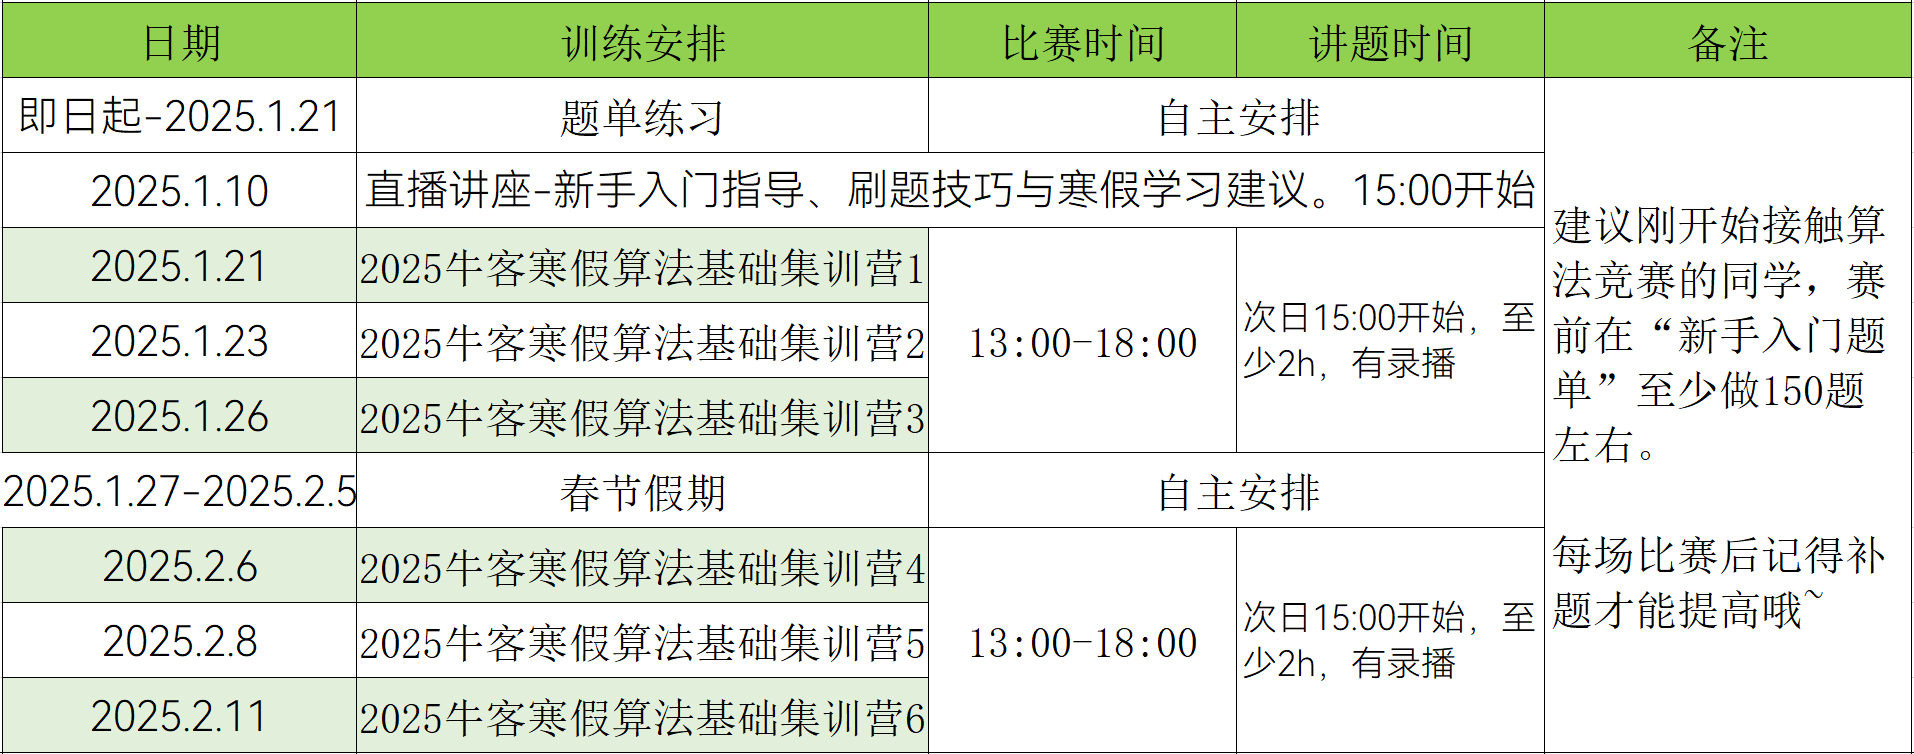 日期 训练安排 比赛时间 讲题时间 备注
即日起-2025.1.21 题单练习 自主安排
2025.1.10 直播讲座-新手入门指导、刷题技巧与寒假学习建议。15:00开始
2025.1.21 2025牛客寒假算法基础集训营1
2025.1.23 2025牛客寒假算法基础集训营2
2025.1.26 2025牛客寒假算法基础集训营3
13:00-18:00
次日15:00开始，至
少2h，有录播
2025.1.27-2025.2.5 春节假期 自主安排
2025.2.6 2025牛客寒假算法基础集训营4
2025.2.8 2025牛客寒假算法基础集训营5
2025.2.11 2025牛客寒假算法基础集训营6
13:00-18:00
次日15:00开始，至
少2h，有录播
建议刚开始接触算
法竞赛的同学，赛
前在“新手入门题
单”至少做150题
左右。
每场比赛后记得补
题才能提高哦~